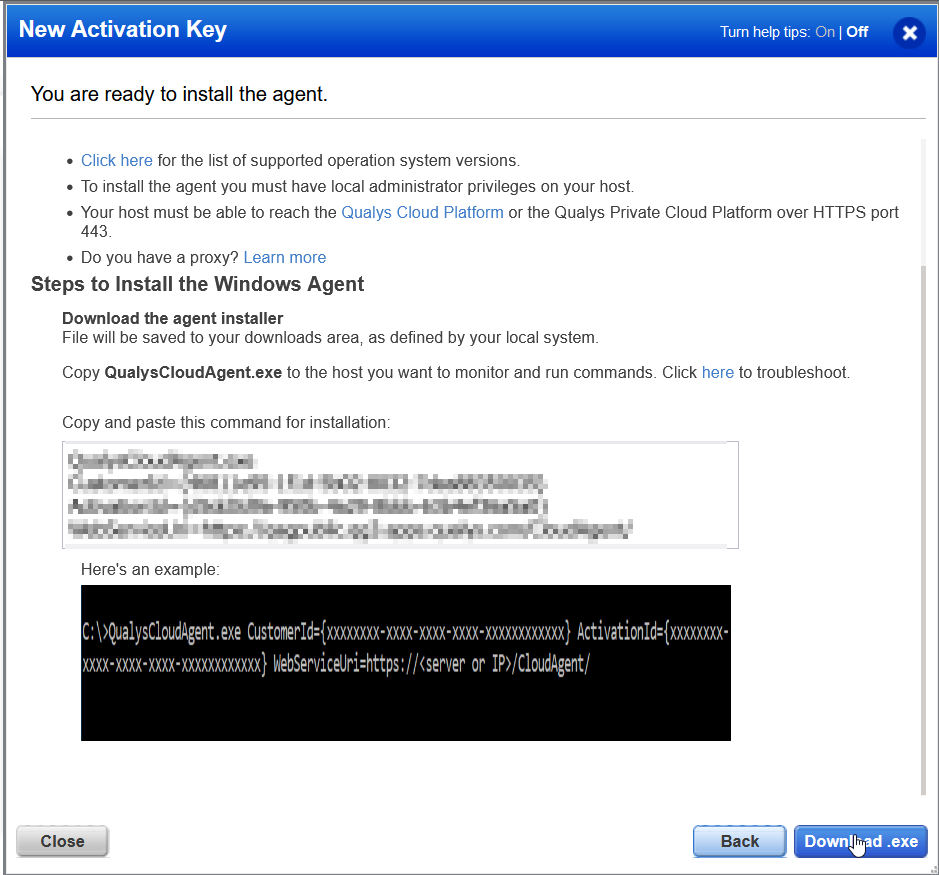 New Activation Key
Turn help tips: On | Off
You are ready to install the agent.
Click here for the list of supported operation system versions.
To install the agent you must have local administrator privileges on your host.
Your host must be able to reach the Qualys Cloud Platform or the Qualys Private Cloud Platform over HTTPS port
443.
Do you have a proxy? Learn more
Steps to Install the Windows Agent
Download the agent installer
File will be saved to your downloads area, as defined by your local system.
Copy QualysCloudAgent.exe to the host you want to monitor and run commands. Click here to troubleshoot.
Copy and paste this command for installation:
Here's an example:
C:\>QualysCloudAgent.exe CustomerId={xxxxxxxx-xxxx-xxxx-xxxx-xxxxxxxxxxxx} ActivationId={xxxxxxxx-
xxxx-xxxx-xxxx-xxxxxxxxxxxx} WebServiceUri=https://<server or IP>/CloudAgent/
Close
Back
Download .exe